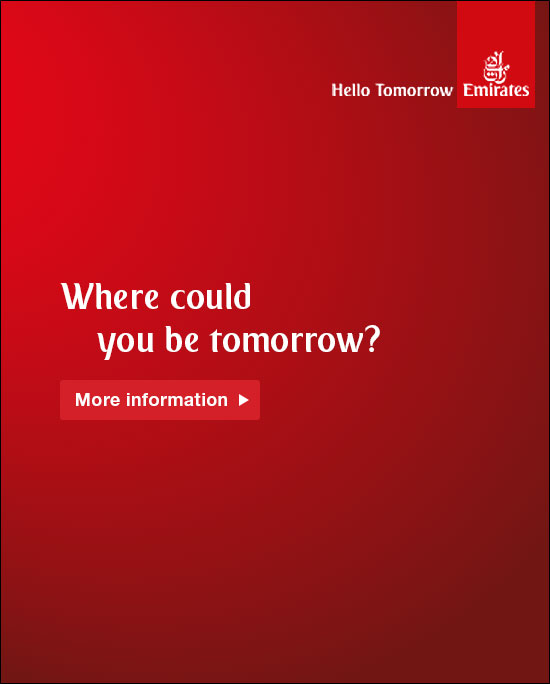 Hello Tomorrow
Emirates
Where could
you be tomorrow?
More information